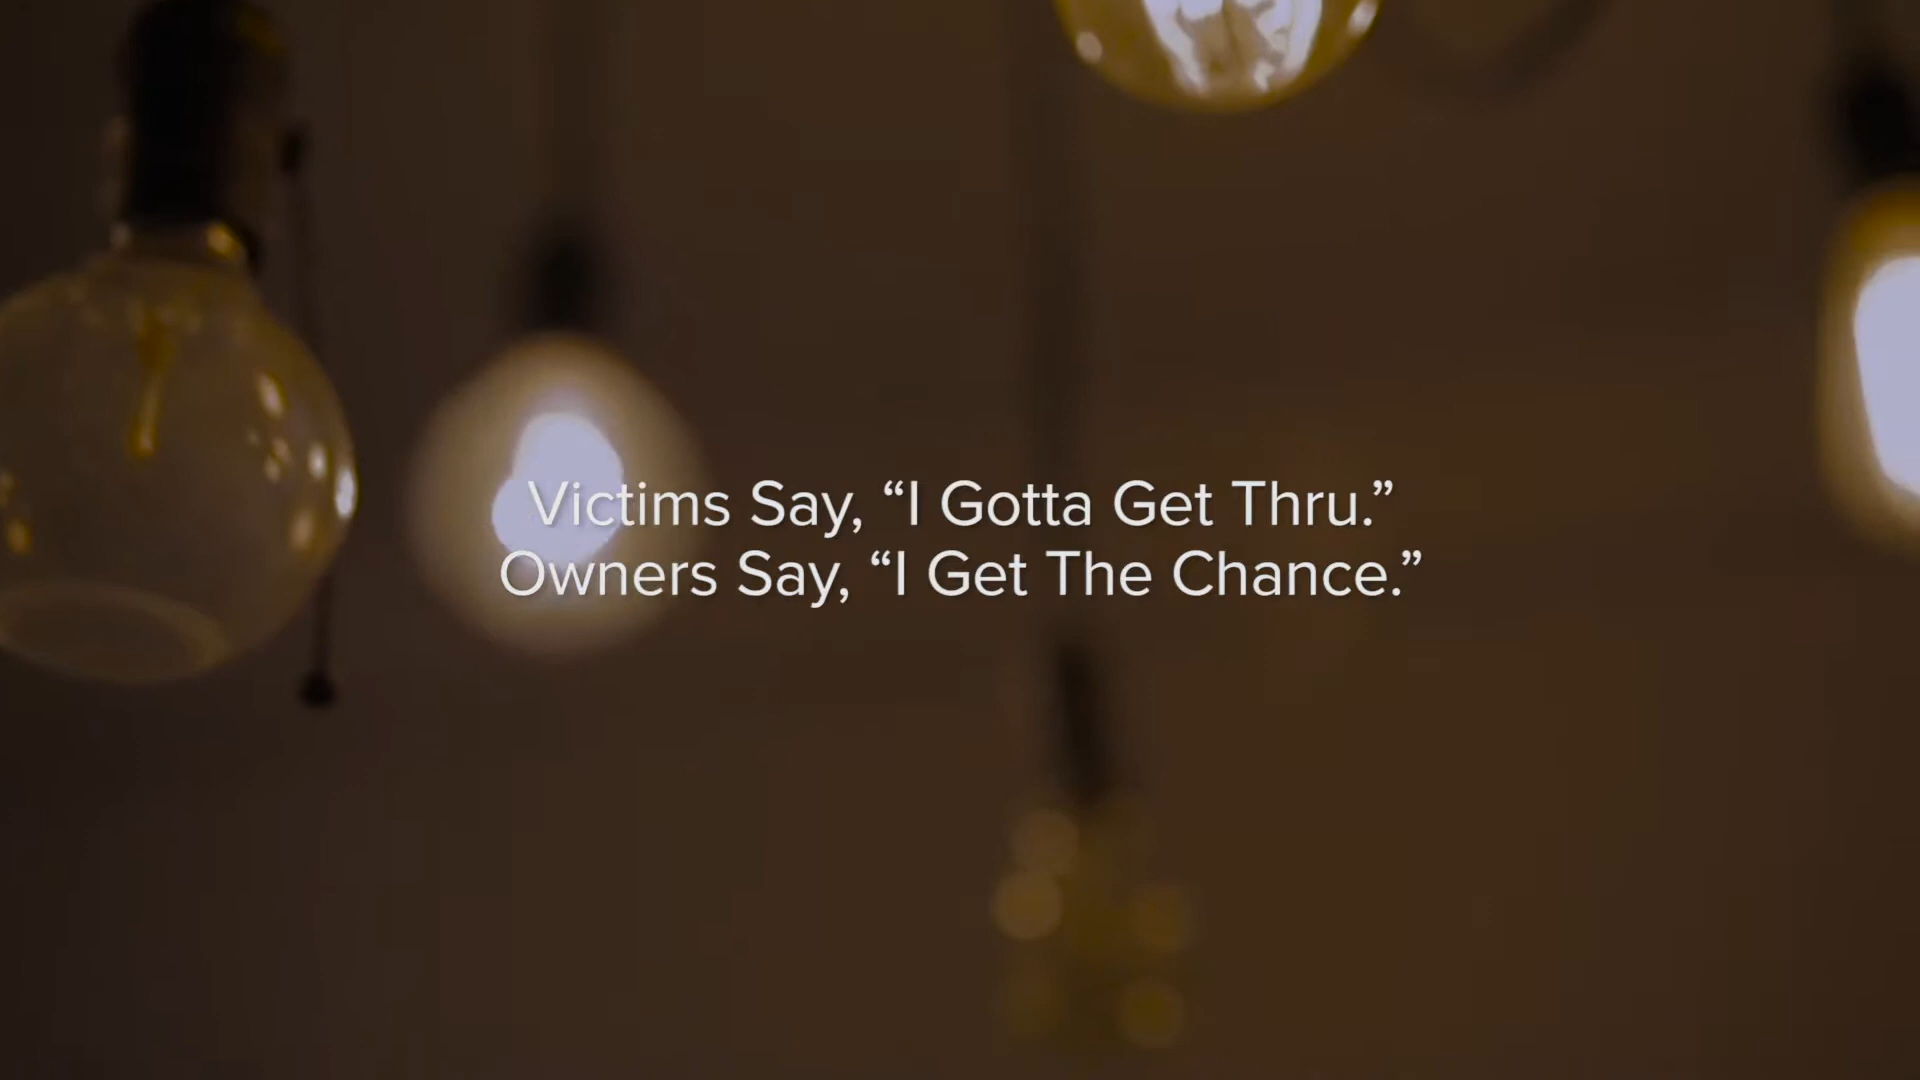 Victims Say, “I Gotta Get Thru.”
Owners Say, “I Get The Chance.”